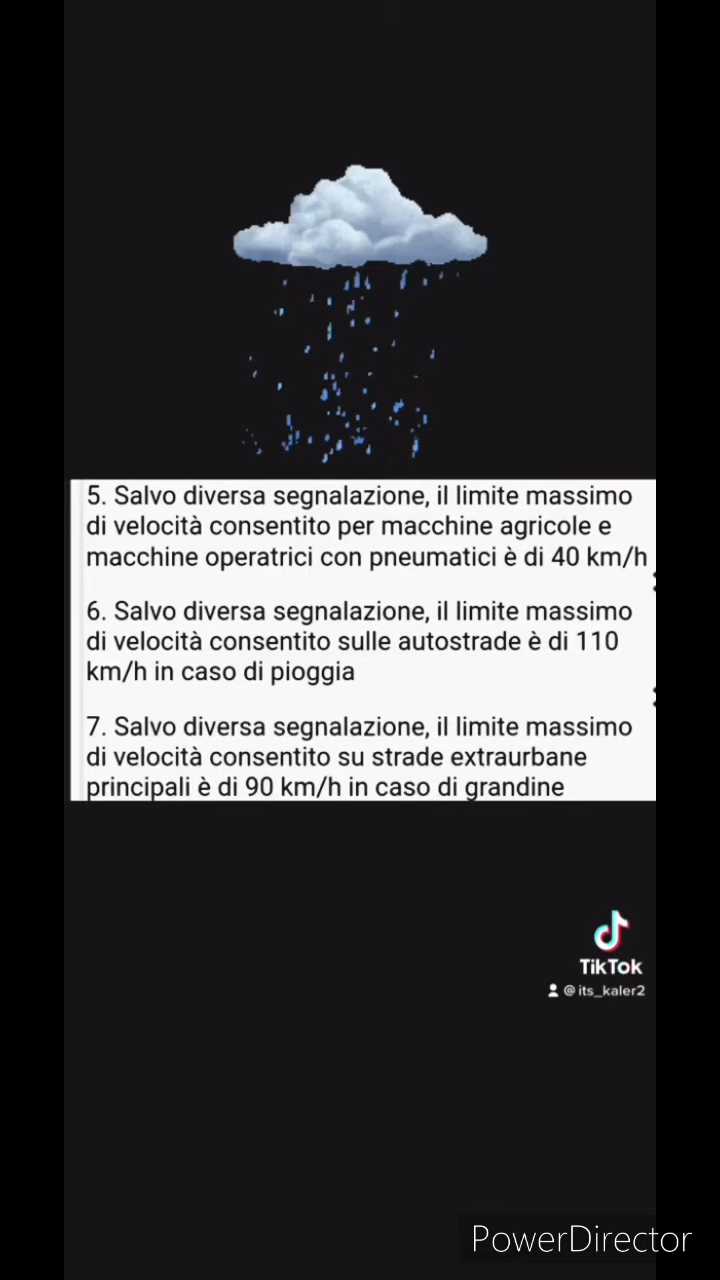 5. Salvo diversa segnalazione, il limite massimo
di velocità consentito per macchine agricole e
macchine operatrici con pneumatici è di 40 km/h
6. Salvo diversa segnalazione, il limite massimo
di velocità consentito sulle autostrade è di 110
km/h in caso di pioggia
7. Salvo diversa segnalazione, il limite massimo
di velocità consentito su strade extraurbane
principali è di 90 km/h in caso di grandine
TikTok
@its_kaler2
PowerDirector